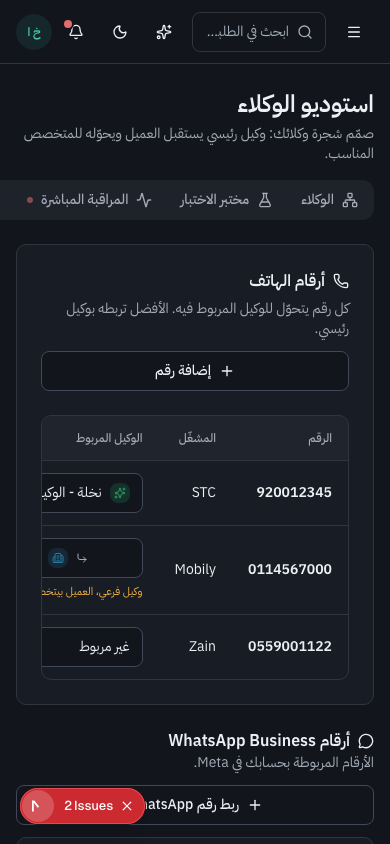 خ ا
ابحث في الطلبـ...
استوديو الوكلاء
صمّم شجرة وكلائك: وكيل رئيسي يستقبل العميل ويحوّله للمتخصص
المناسب.
الوكلاء
مختبر الاختبار
المراقبة المباشرة
أرقام الهاتف
كل رقم يتحوّل للوكيل المربوط فيه. الأفضل تربطه بوكيل
رئيسي.
إضافة رقم
الرقم المشغّل الوكيل المربوط
920012345 STC نخلة - الوكيـ
0114567000 Mobily
وكيل فرعي، العميل بيتخطـ
0559001122 Zain غير مربوط
أرقام WhatsApp Business
الأرقام المربوطة بحسابك في Meta.
ربط رقم WhatsApp
2 Issues